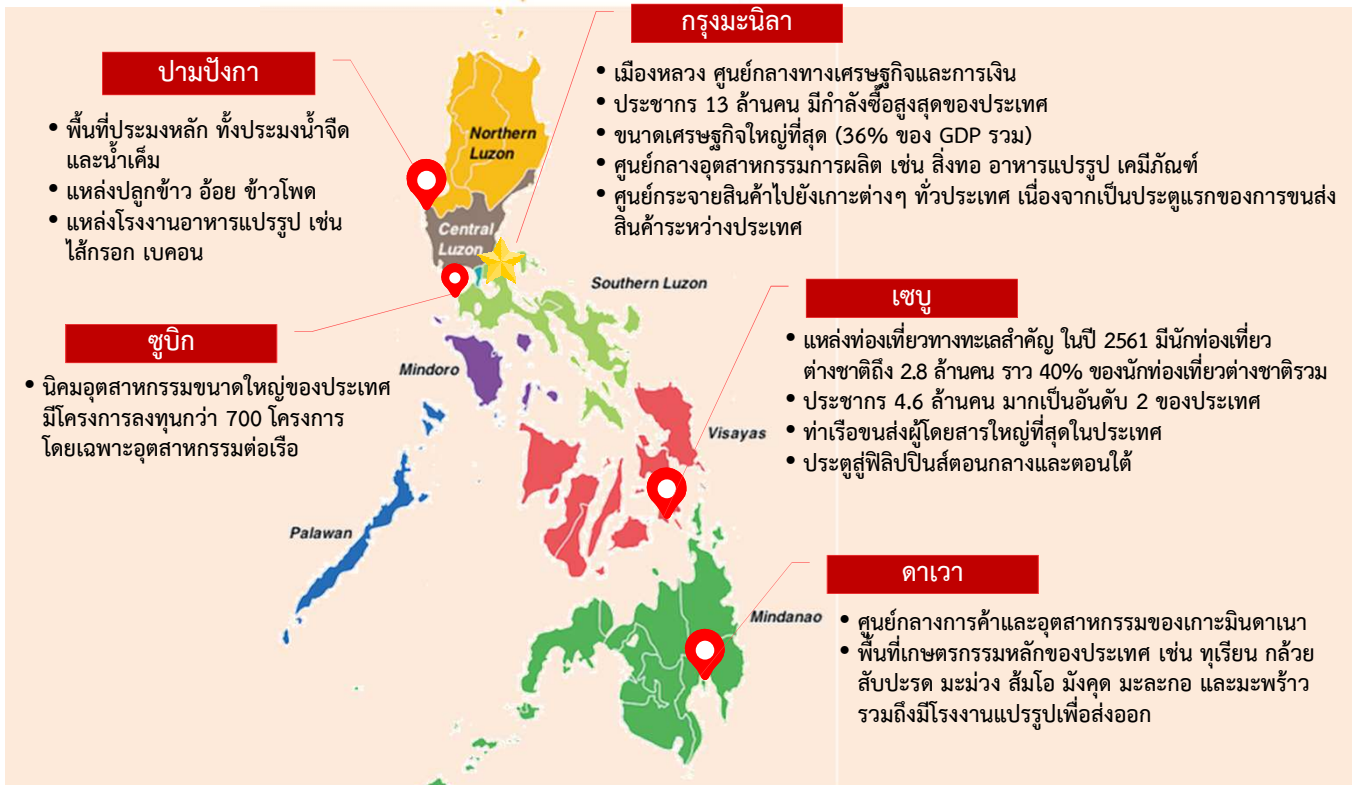 กรุงมะนิลา
• เมืองหลวง ศูนย์กลางทางเศรษฐกิจและการเงิน
• ประชากร 13 ล้านคน มีกำลังซื้อสูงสุดของประเทศ
• ขนาดเศรษฐกิจใหญ่ที่สุด (36% ของ GDP รวม)
• ศูนย์กลางอุตสาหกรรมการผลิต เช่น สิ่งทอ อาหารแปรรูป เคมีภัณฑ์
• ศูนย์กระจายสินค้าไปยังเกาะต่างๆ ทั่วประเทศ เนื่องจากเป็นประตูแรกของการขนส่ง
สินค้าระหว่างประเทศ
ปามปังกา
• พื้นที่ประมงหลัก ทั้งประมงน้ำจืด
และน้ำเค็ม
• แหล่งปลูกข้าว อ้อย ข้าวโพด
• แหล่งโรงงานอาหารแปรรูป เช่น
ไส้กรอก เบคอน
Northern
Luzon
Central
Luzon
Southern Luzon
ซูบิก
• นิคมอุตสาหกรรมขนาดใหญ่ของประเทศ
มีโครงการลงทุนกว่า 700 โครงการ
โดยเฉพาะอุตสาหกรรมต่อเรือ
Mindoro
เซบู
• แหล่งท่องเที่ยวทางทะเลสำคัญ ในปี 2561 มีนักท่องเที่ยว
ต่างชาติถึง 2.8 ล้านคน ราว 40% ของนักท่องเที่ยวต่างชาติรวม
• ประชากร 4.6 ล้านคน มากเป็นอันดับ 2 ของประเทศ
• ท่าเรือขนส่งผู้โดยสารใหญ่ที่สุดในประเทศ
• ประตูสู่ฟิลิปปินส์ตอนกลางและตอนใต้
Visayas
Palawan
ดาเวา
• ศูนย์กลางการค้าและอุตสาหกรรมของเกาะมินดาเนา
• พื้นที่เกษตรกรรมหลักของประเทศ เช่น ทุเรียน กล้วย
สับปะรด มะม่วง ส้มโอ มังคุด มะละกอ และมะพร้าว
รวมถึงมีโรงงานแปรรูปเพื่อส่งออก
Mindanao